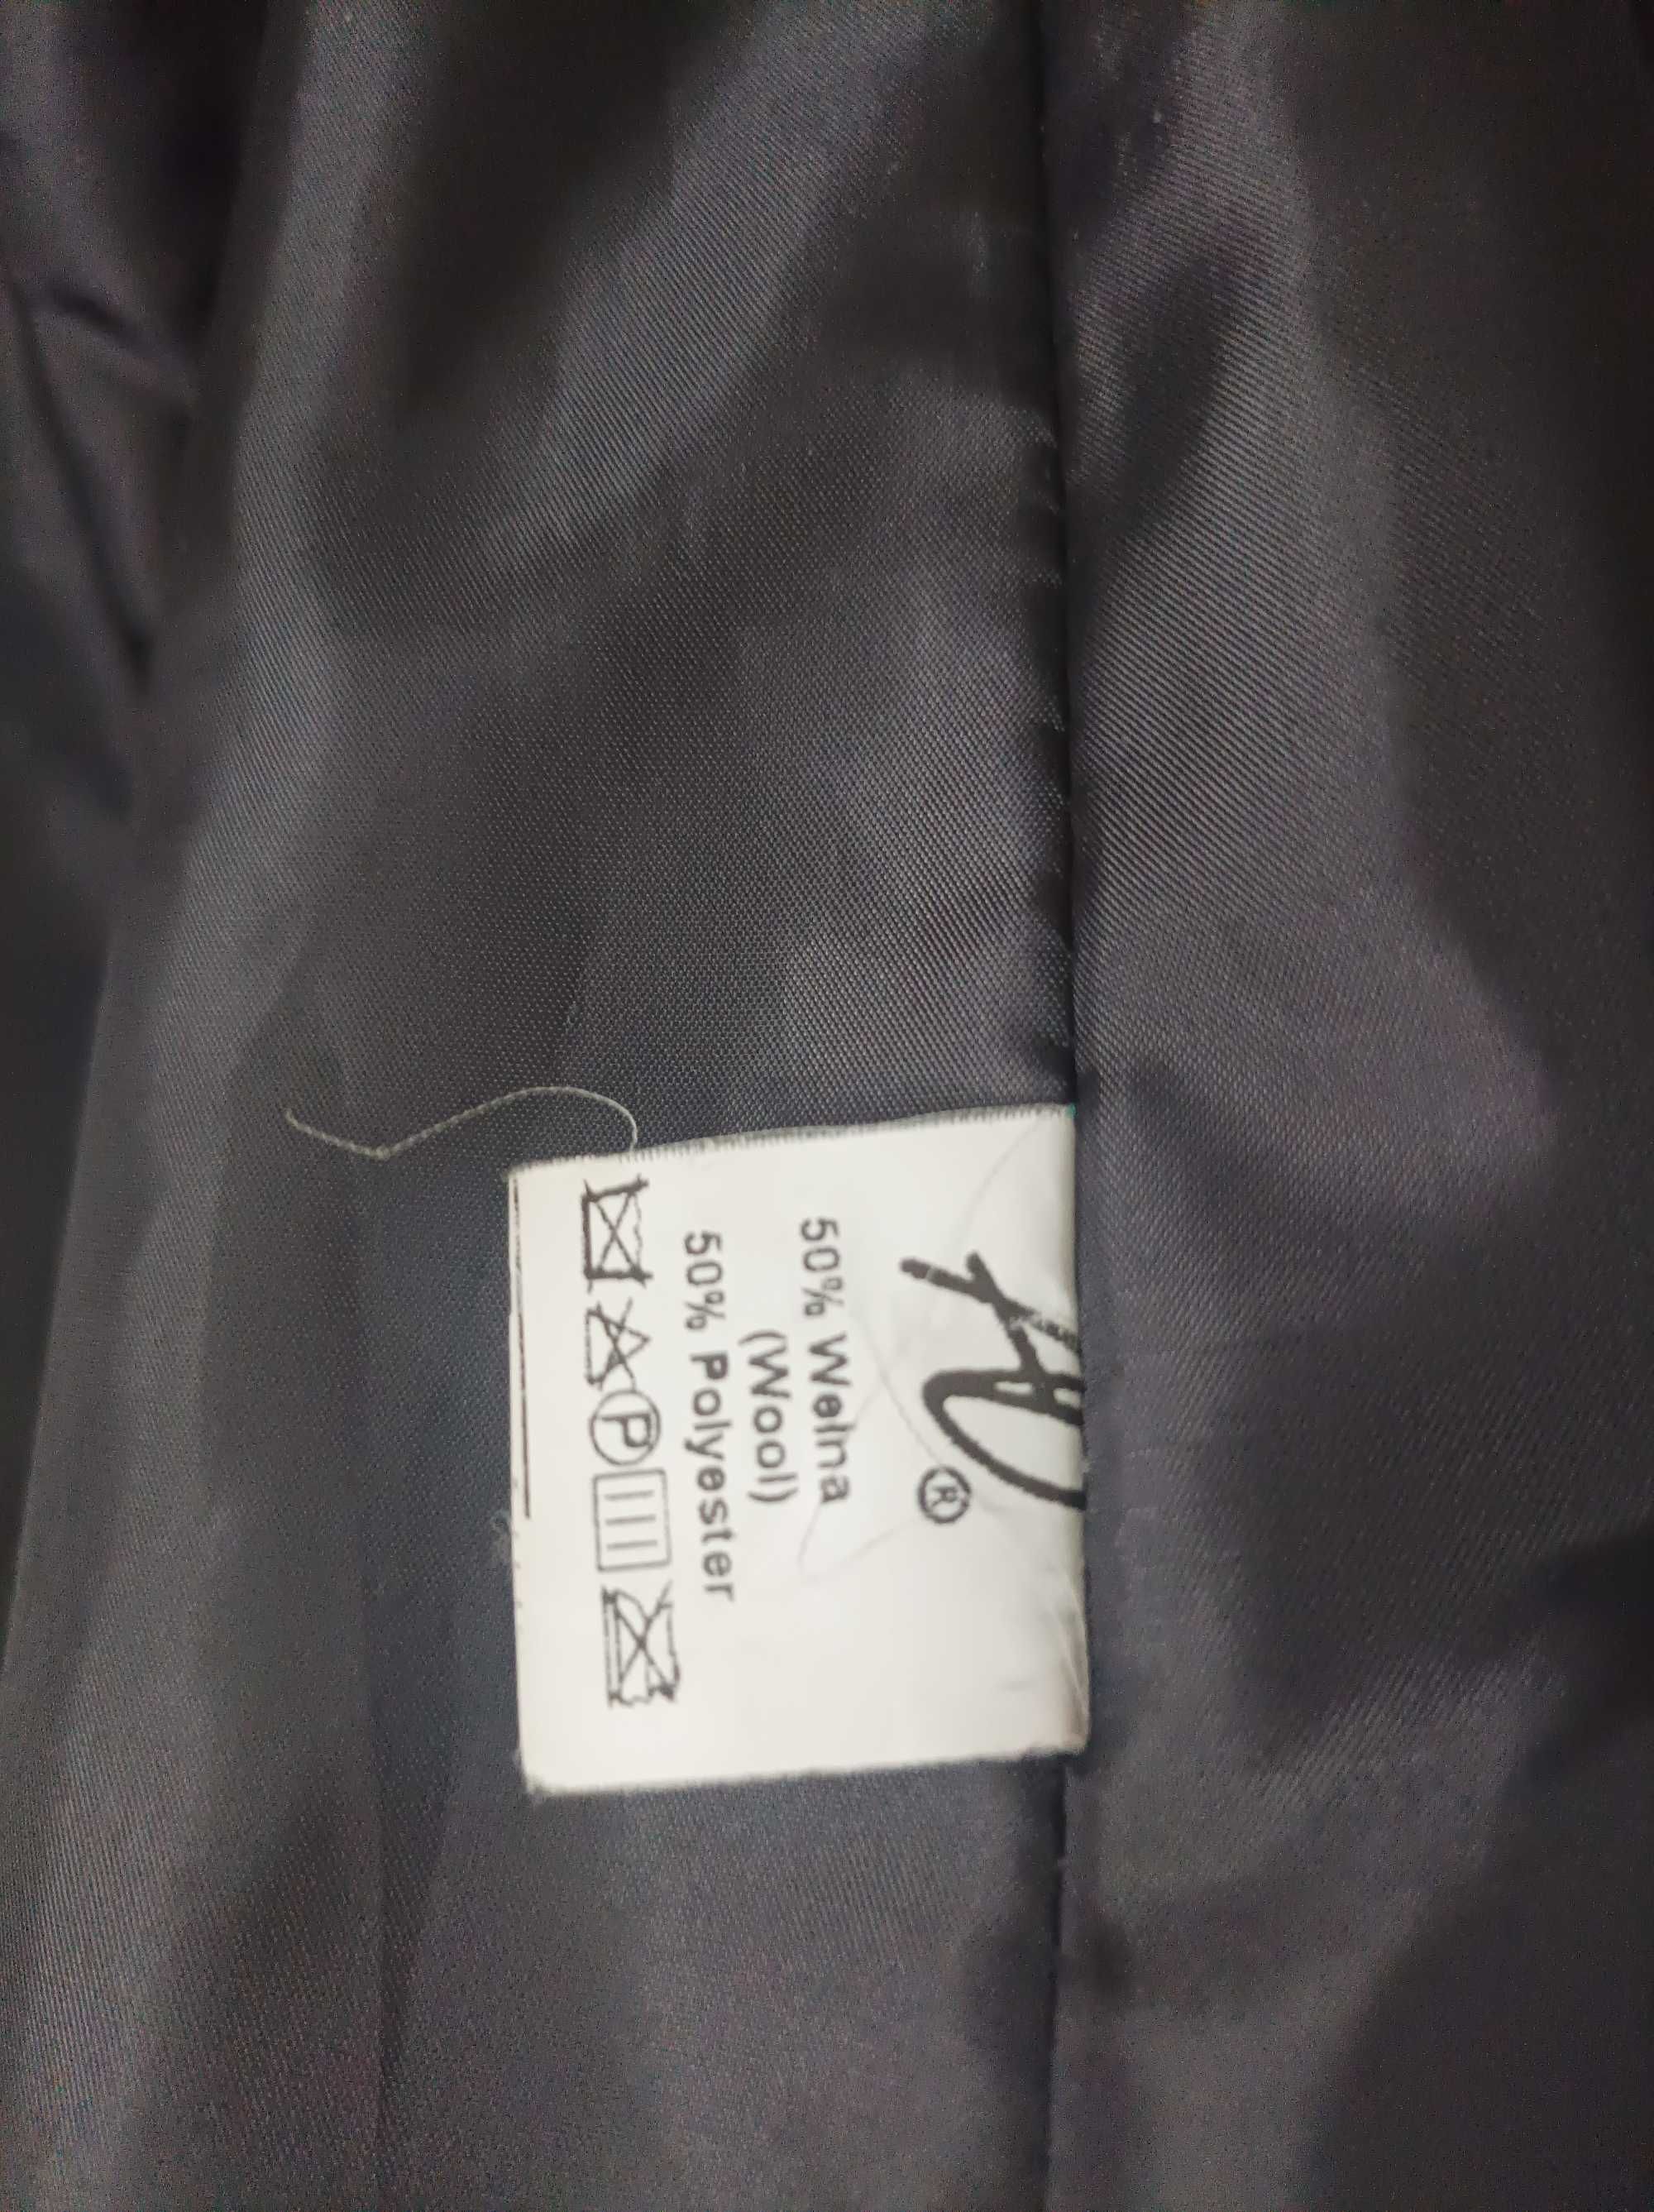 ®
50% Wełna
(Wool)
50% Polyester
P